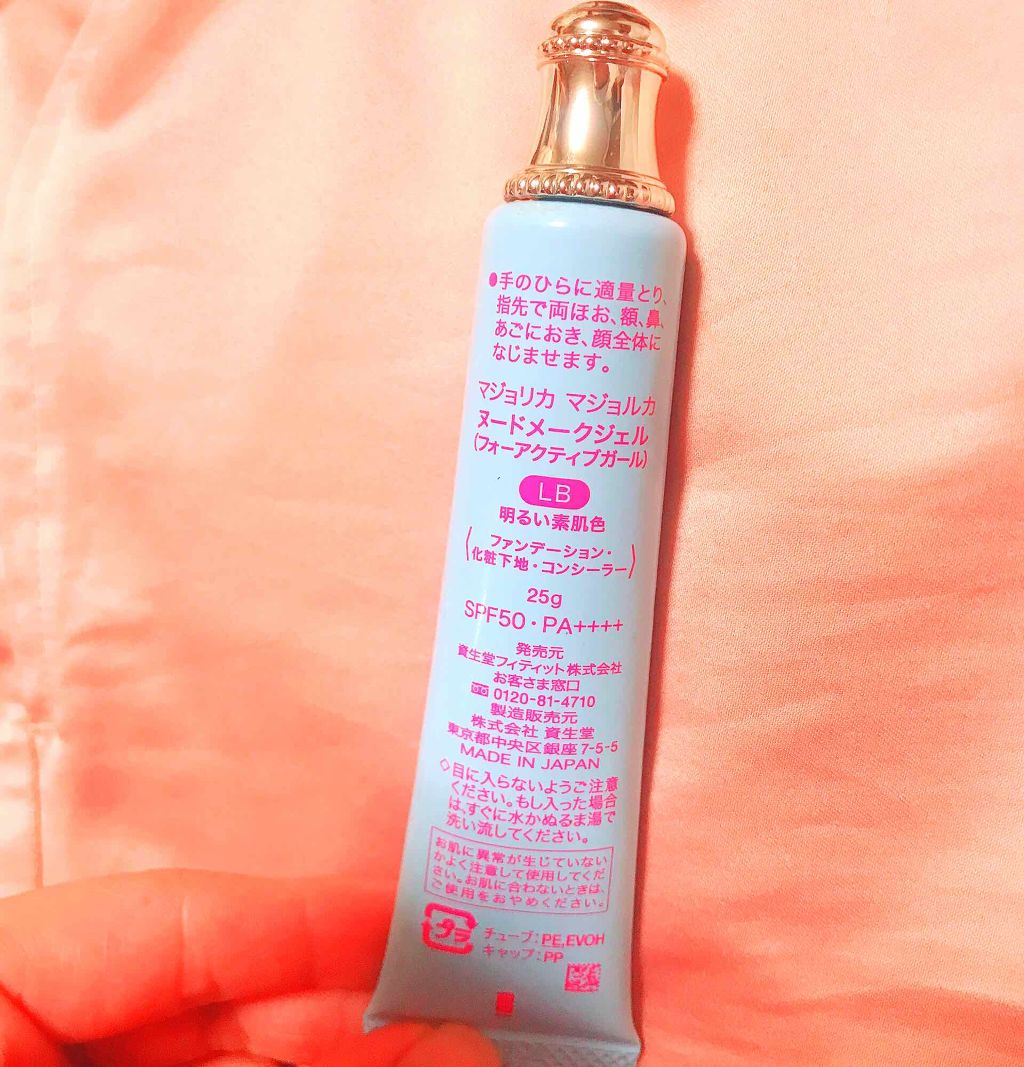 ●手のひらに適量とり、
指先で両ほお、額、鼻、
あごにおき、顔全体に
なじませます。
マジョリカ マジョルカ
ヌードメークジェル
(フォーアクティブガール)
LB
明るい素肌色
〈ファンデーション・
化粧下地・コンシーラー〉
25g
SPF50・PA++++
発売元
資生堂フィティット株式会社
お客さま窓口
0120-81-4710
製造販売元
株式会社 資生堂
東京都中央区銀座7-5-5
MADE IN JAPAN
◇目に入らないようご注意
ください。もし入った場合
は、すぐに水かぬるま湯で
洗い流してください。
お肌に異常が生じていない
かよく注意して使用してくだ
さい。お肌に合わないときは、
ご使用をおやめください。
プラ
チューブ:PE,EVOH
キャップ:PP